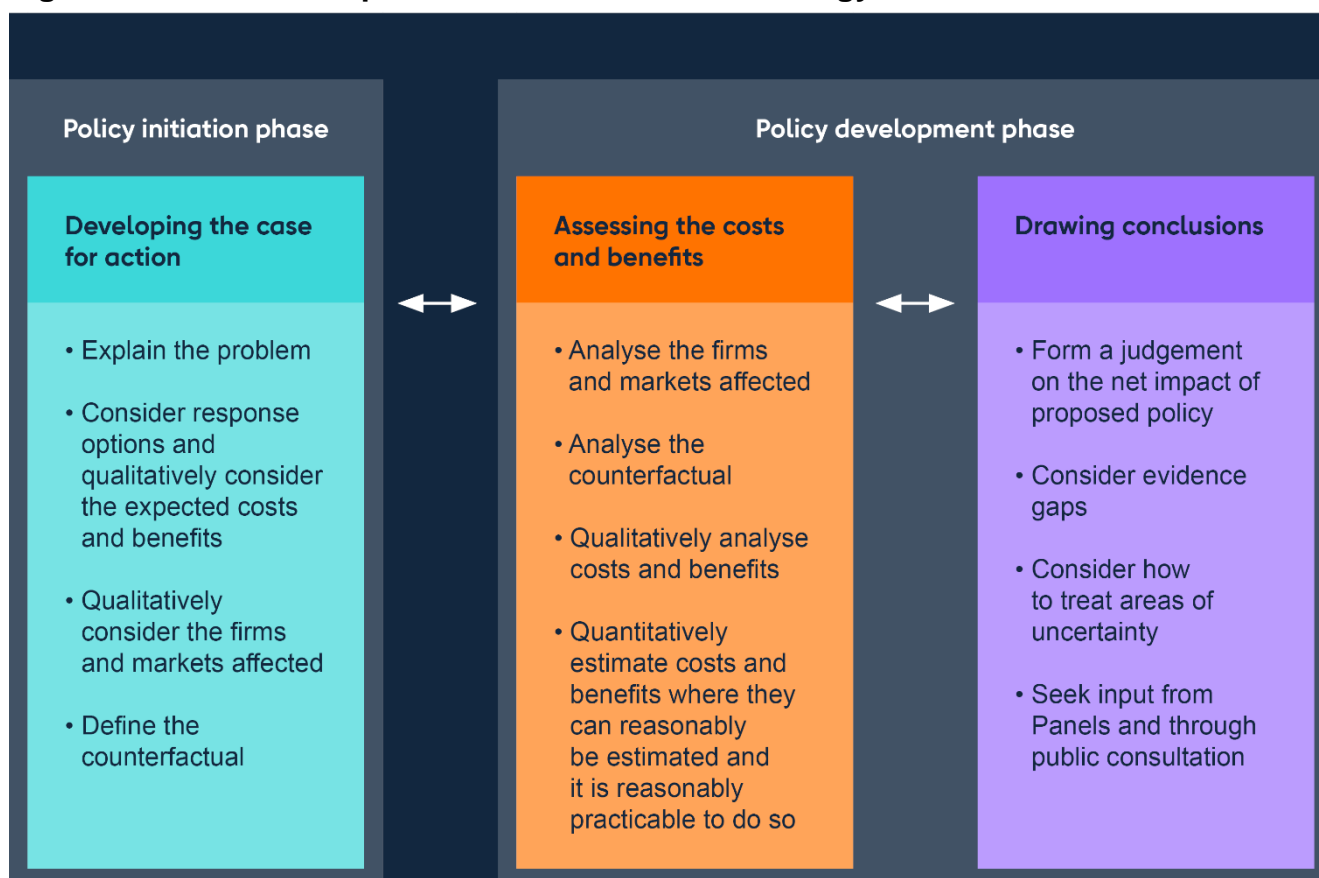 Policy initiation phase
Policy development phase
Developing the case
for action
• Explain the problem
• Consider response
options and
qualitatively consider
the expected costs
and benefits
• Qualitatively
consider the firms
and markets affected
• Define the
counterfactual
Assessing the costs
and benefits
• Analyse the firms
and markets affected
• Analyse the
counterfactual
• Qualitatively analyse
costs and benefits
• Quantitatively
estimate costs and
benefits where they
can reasonably
be estimated and
it is reasonably
practicable to do so
Drawing conclusions
• Form a judgement
on the net impact of
proposed policy
• Consider evidence
gaps
• Consider how
to treat areas of
uncertainty
• Seek input from
Panels and through
public consultation